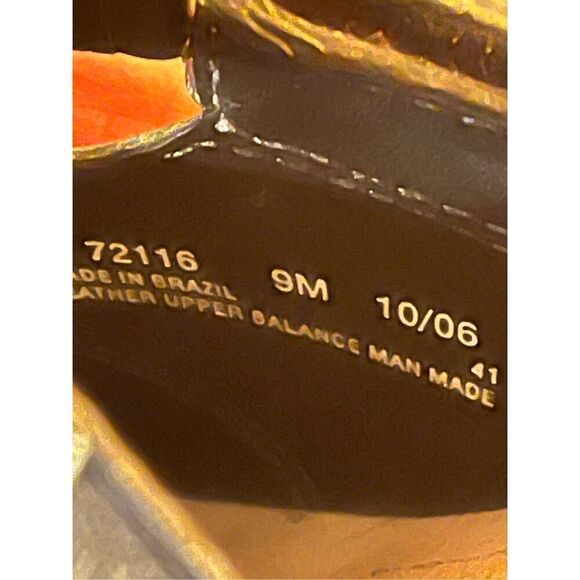 72116 9M 10/06
ADE IN BRAZIL 41
EATHER UPPER BALANCE MAN MADE